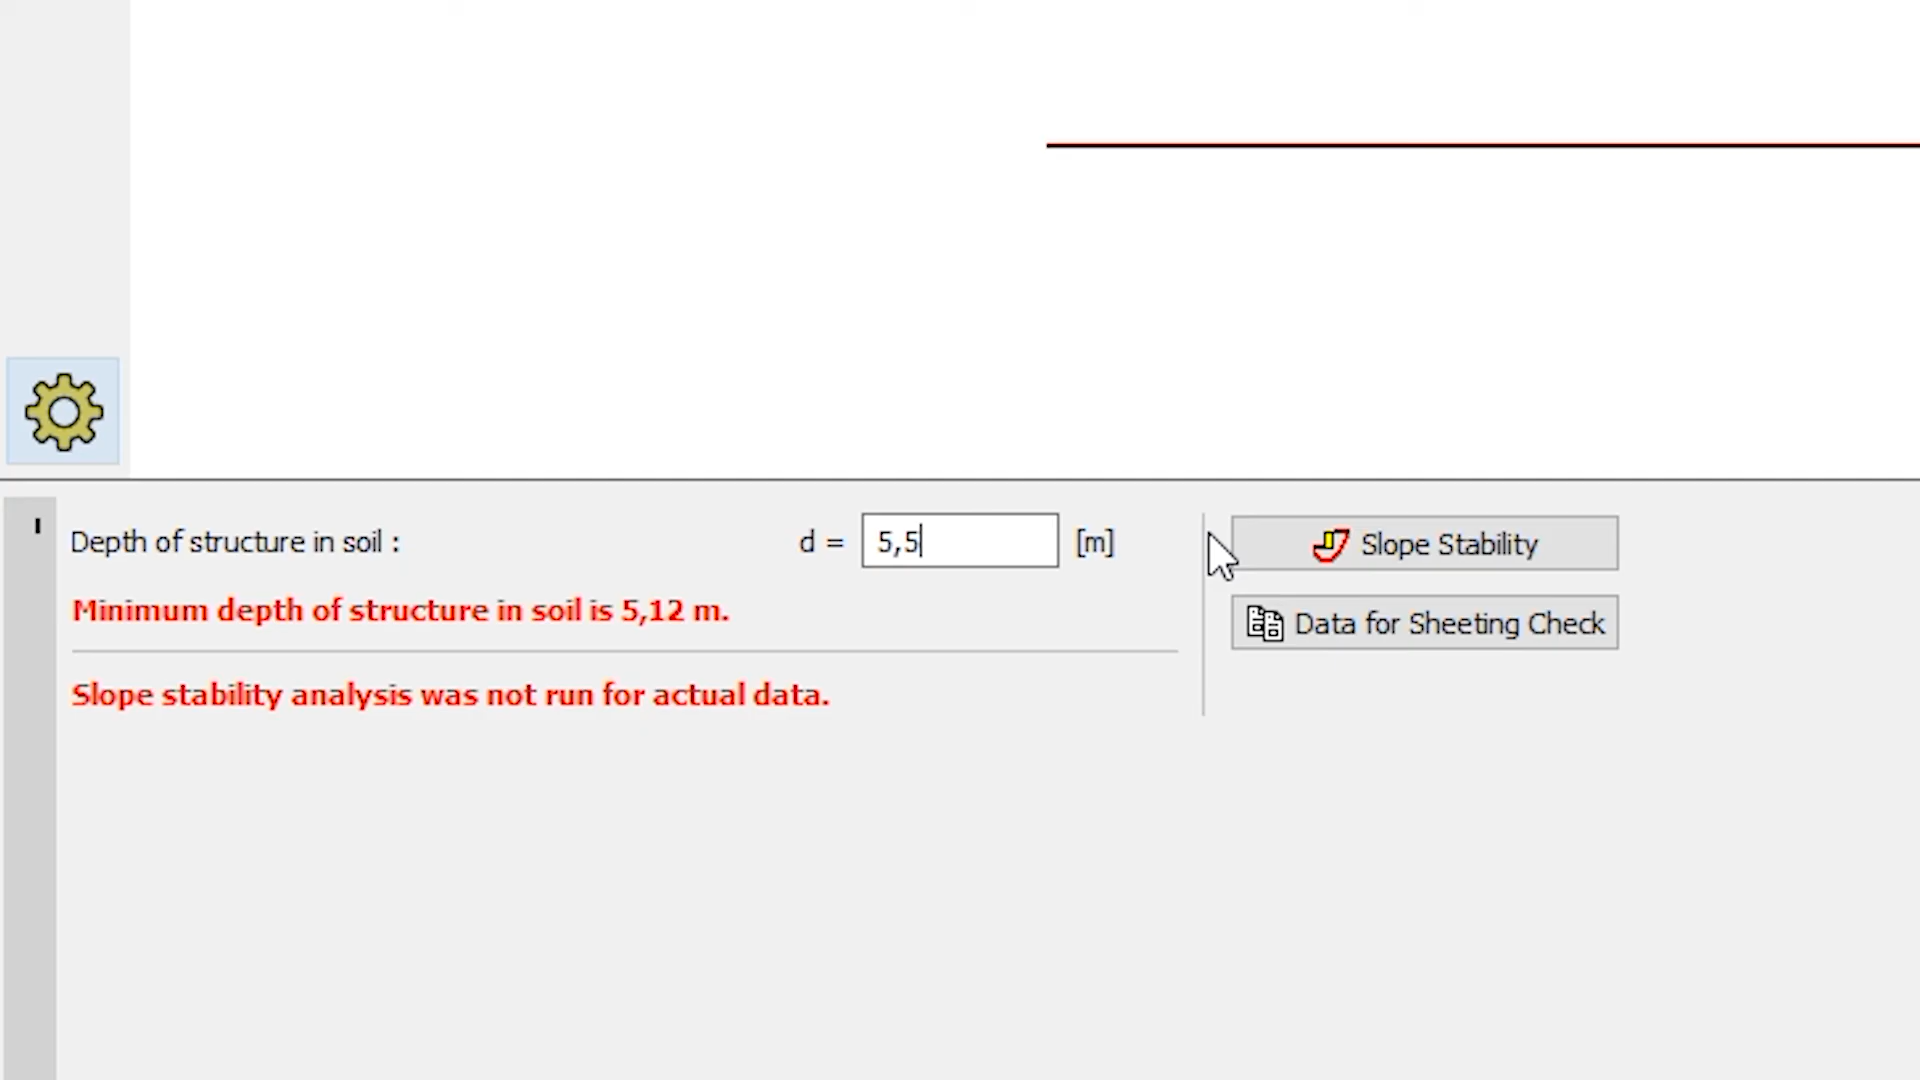 Depth of structure in soil : d = 5,5 [m]
Minimum depth of structure in soil is 5,12 m.
Slope stability analysis was not run for actual data.
Slope Stability
Data for Sheeting Check